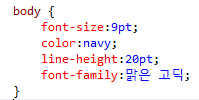 body {
font-size:9pt;
color:navy;
line-height:20pt;
font-family:맑은 고딕;
}